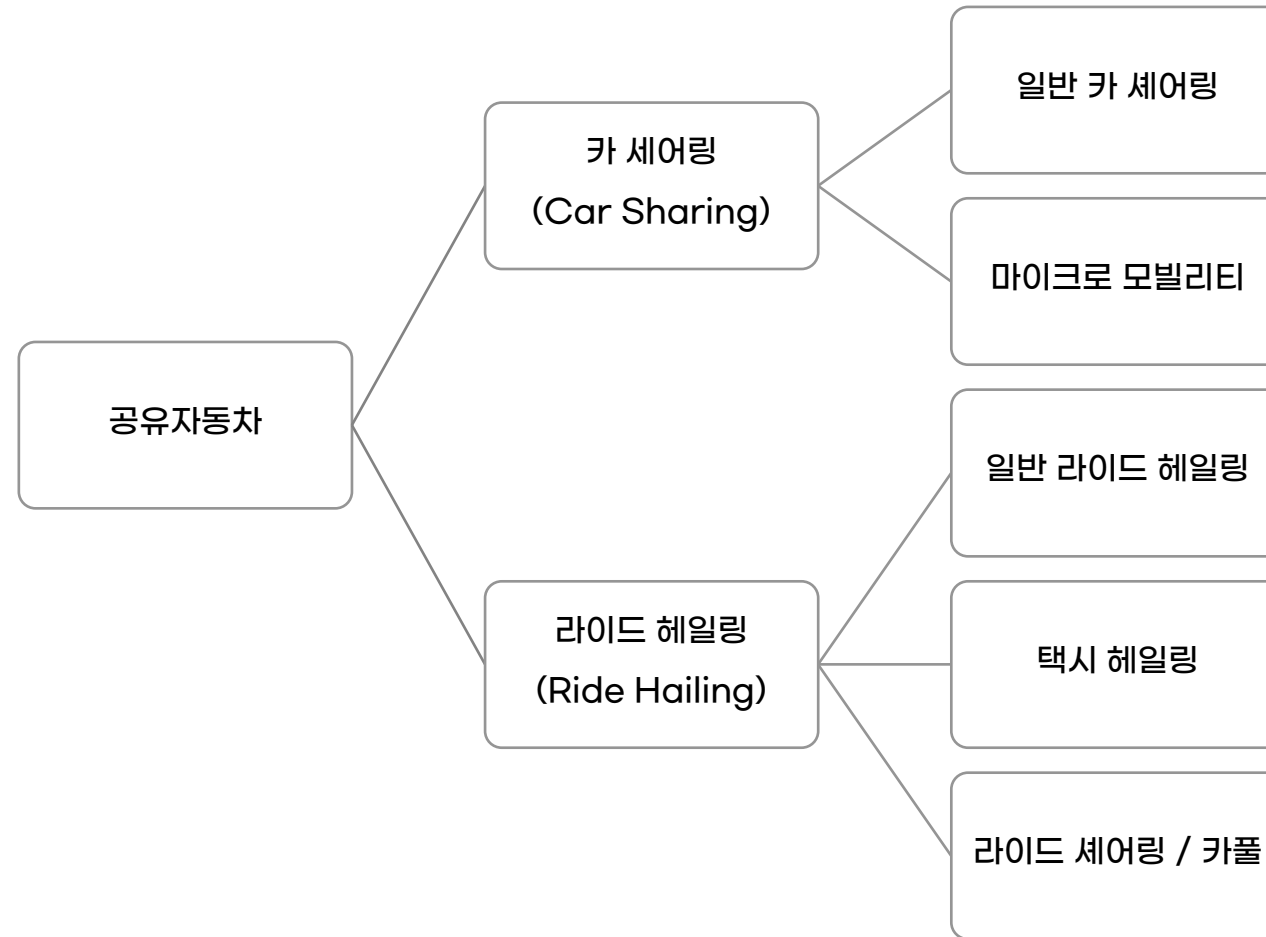 공유자동차
카 세어링
(Car Sharing)
일반 카 셰어링
마이크로 모빌리티
라이드 헤일링
(Ride Hailing)
일반 라이드 헤일링
택시 헤일링
라이드 셰어링 / 카풀